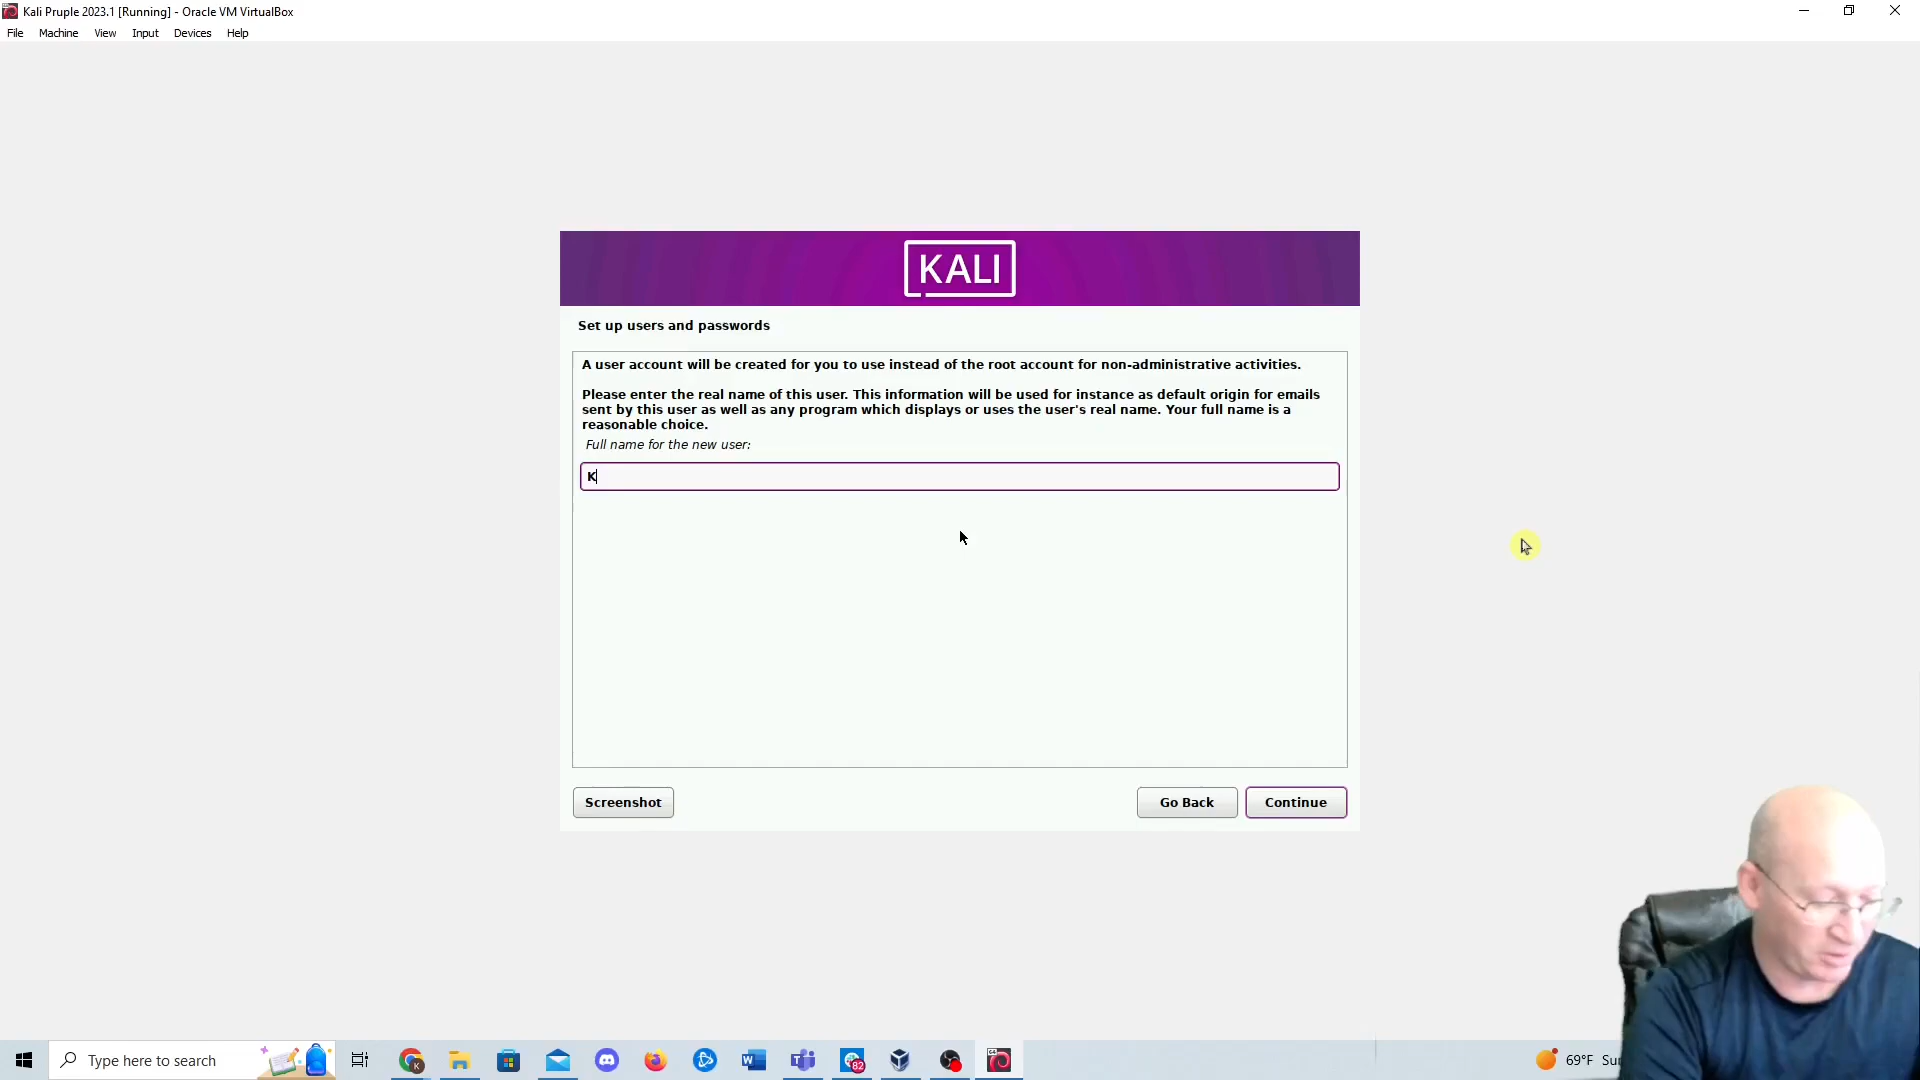 Kali Pruple 2023.1 [Running] - Oracle VM VirtualBox
File Machine View Input Devices Help
KALI
Set up users and passwords
A user account will be created for you to use instead of the root account for non-administrative activities.
Please enter the real name of this user. This information will be used for instance as default origin for emails
sent by this user as well as any program which displays or uses the user's real name. Your full name is a
reasonable choice.
Full name for the new user:
K
Screenshot Go Back Continue
Type here to search
K
82
69°F